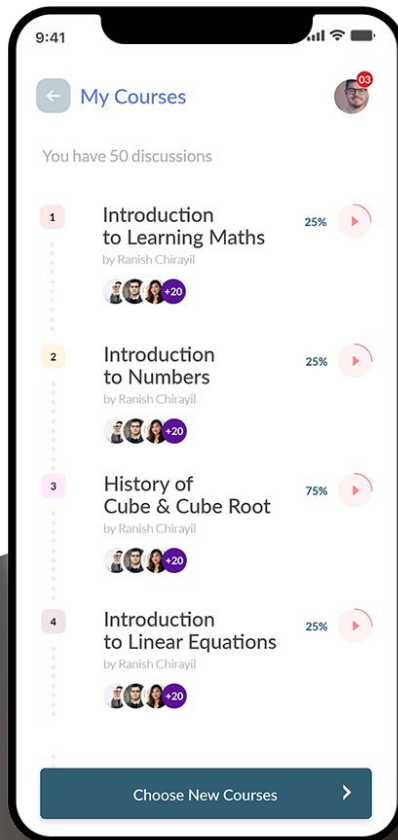 9:41
My Courses
03
You have 50 discussions
1
Introduction
to Learning Maths
by Ranish Chirayil
25%
+20
2
Introduction
to Numbers
by Ranish Chirayil
25%
+20
3
History of
Cube & Cube Root
by Ranish Chirayil
75%
+20
4
Introduction
to Linear Equations
by Ranish Chirayil
25%
+20
Choose New Courses